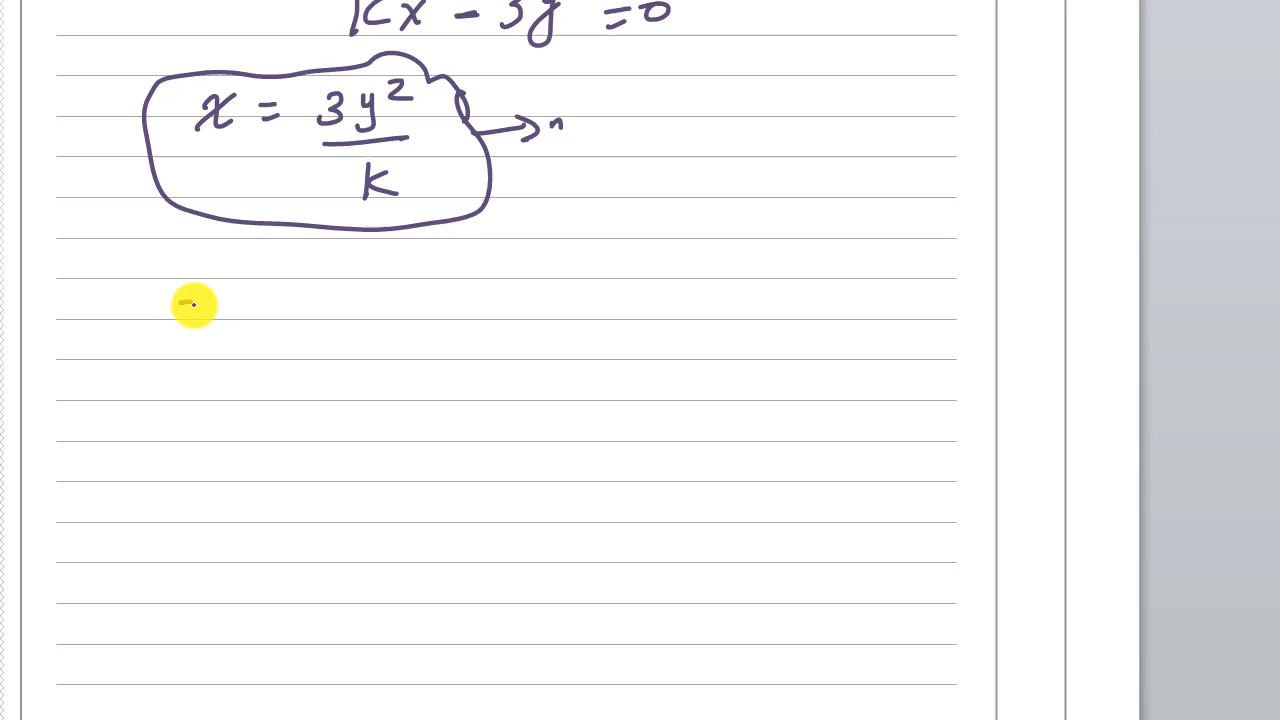 kx - 3y = 0
x = 3y²/k →